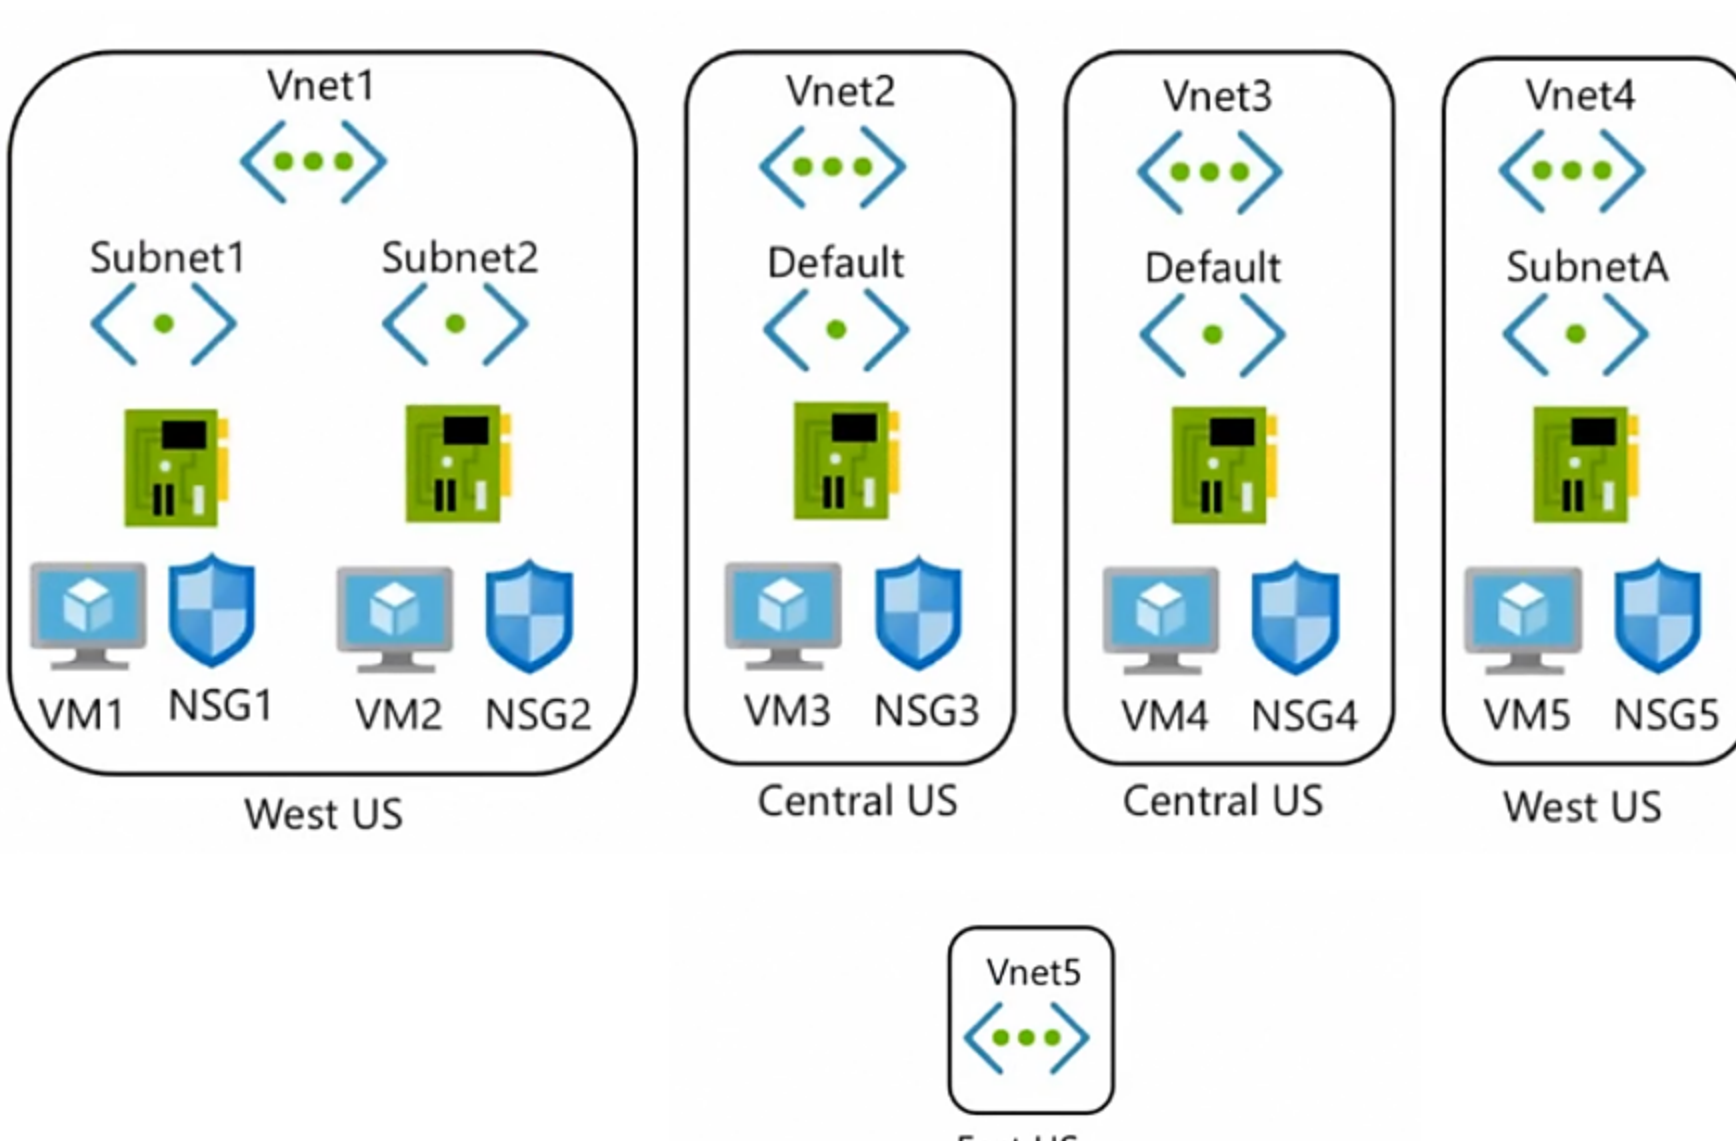 Vnet1
Subnet1 Subnet2
VM1 NSG1 VM2 NSG2
West US
Vnet2
Default
VM3 NSG3
Central US
Vnet3
Default
VM4 NSG4
Central US
Vnet4
SubnetA
VM5 NSG5
West US
Vnet5